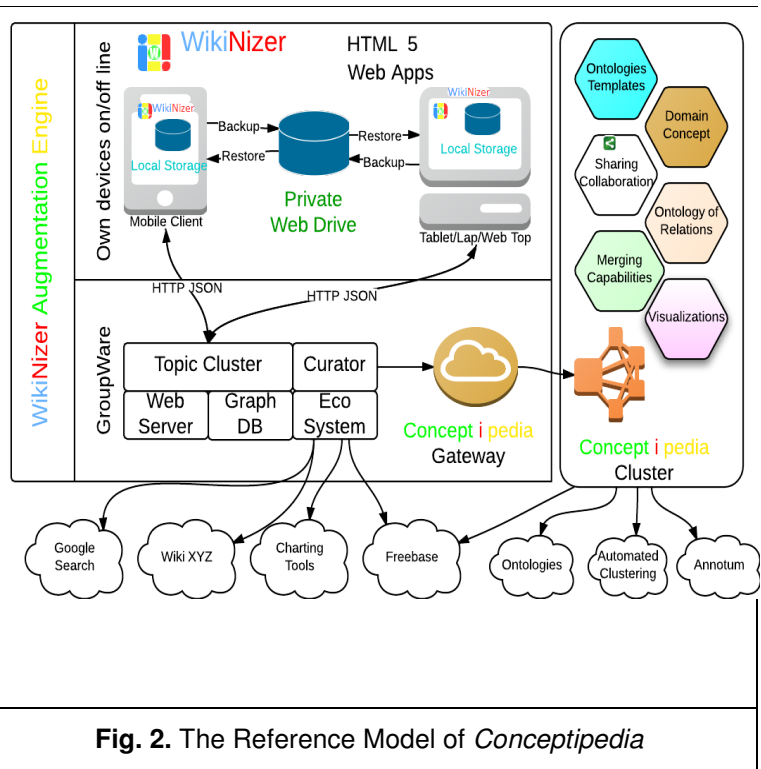 WikiNizer Augmentation Engine
Own devices on/off line
WikiNizer
HTML 5
Web Apps
WikiNizer
Local Storage
Mobile Client
Backup
Restore
Private
Web Drive
Restore
Backup
WikiNizer
Local Storage
Tablet/Lap/Web Top
HTTP JSON
HTTP JSON
GroupWare
Topic Cluster
Curator
Web
Server
Graph
DB
Eco
System
Concept i pedia
Gateway
Ontologies
Templates
Domain
Concept
Sharing
Collaboration
Ontology of
Relations
Merging
Capabilities
Visualizations
Concept i pedia
Cluster
Google
Search
Wiki XYZ
Charting
Tools
Freebase
Ontologies
Automated
Clustering
Annotum
Fig. 2. The Reference Model of Conceptipedia